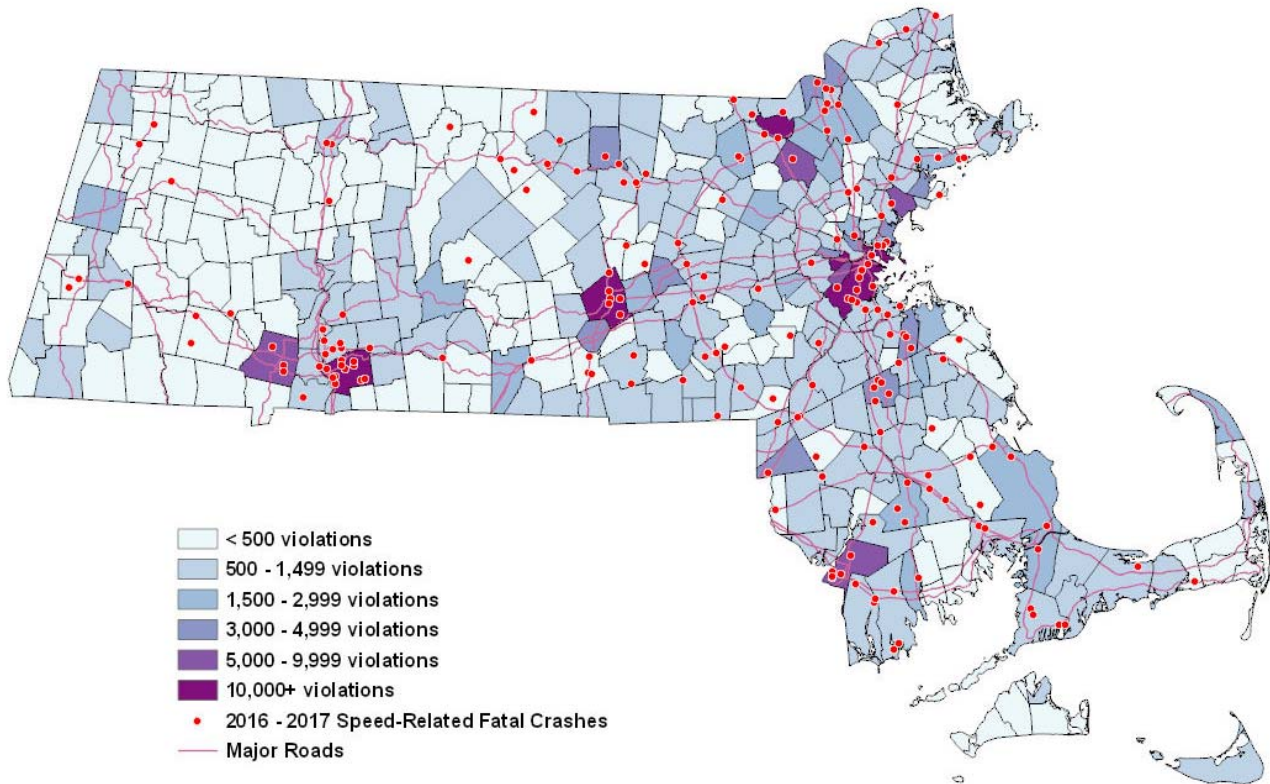 < 500 violations
500 - 1,499 violations
1,500 - 2,999 violations
3,000 - 4,999 violations
5,000 - 9,999 violations
10,000+ violations
2016 - 2017 Speed-Related Fatal Crashes
Major Roads